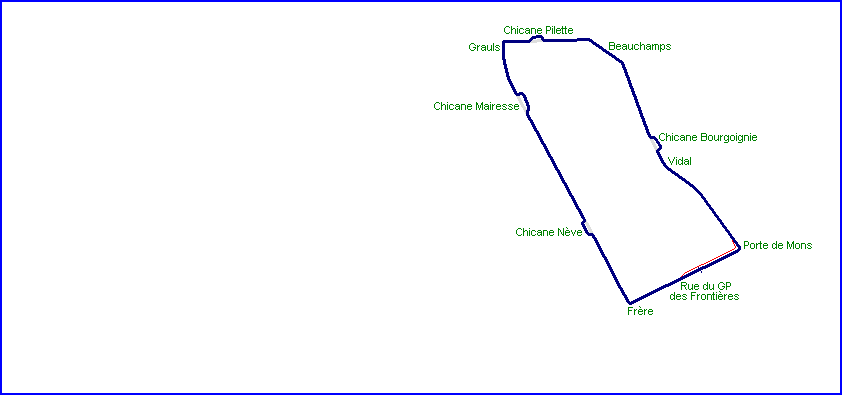 Chicane Pilette
Grauls
Beauchamps
Chicane Mairesse
Chicane Bourgoignie
Vidal
Chicane Nève
Porte de Mons
Rue du GP
des Frontières
Frère